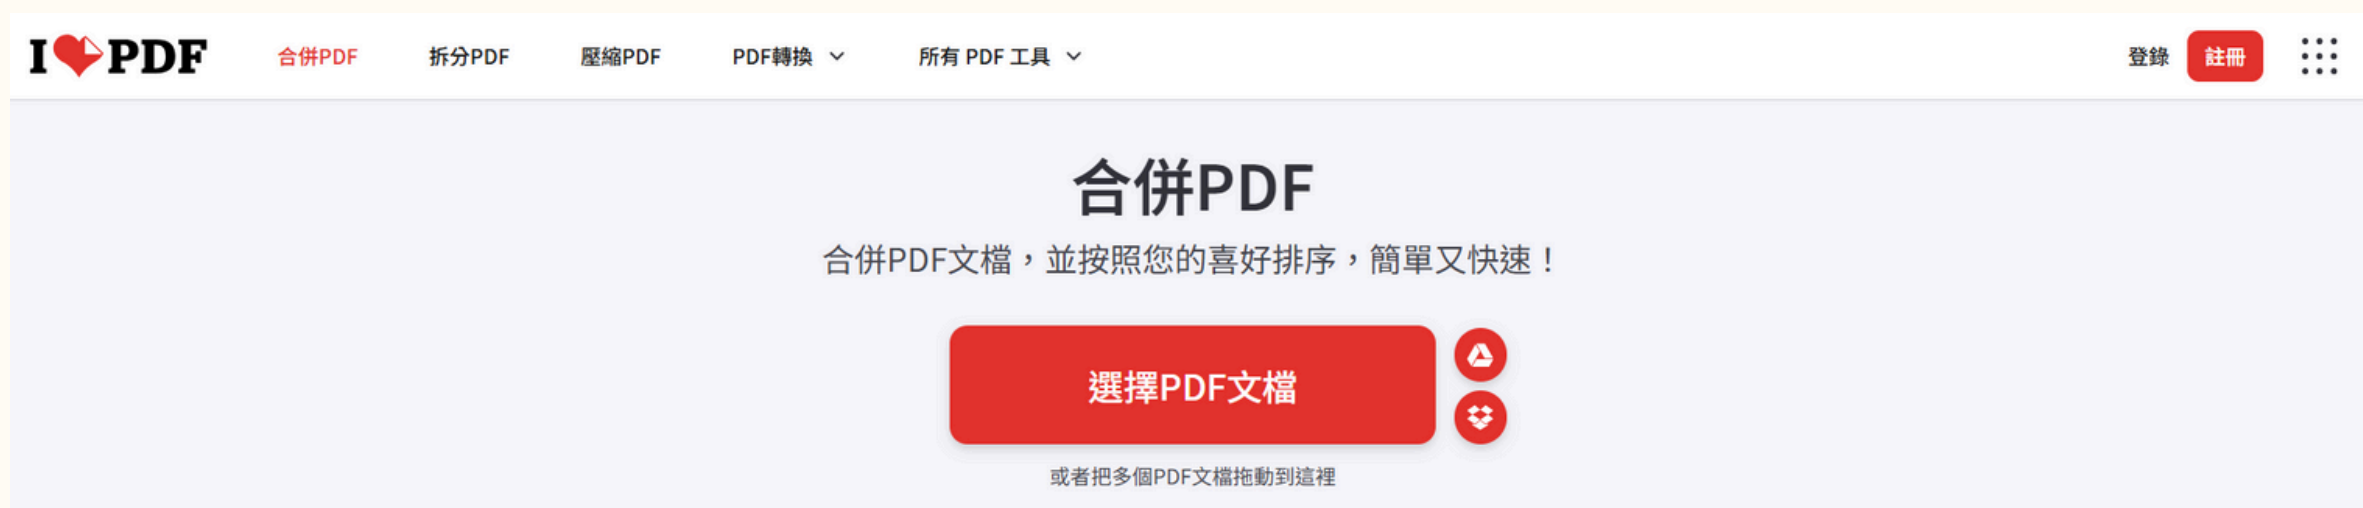 I PDF
合併PDF
拆分PDF
壓縮PDF
PDF轉換
所有 PDF 工具
登錄
註冊
合併PDF
合併PDF文檔，並按照您的喜好排序，簡單又快速！
選擇PDF文檔
或者把多個PDF文檔拖動到這裡